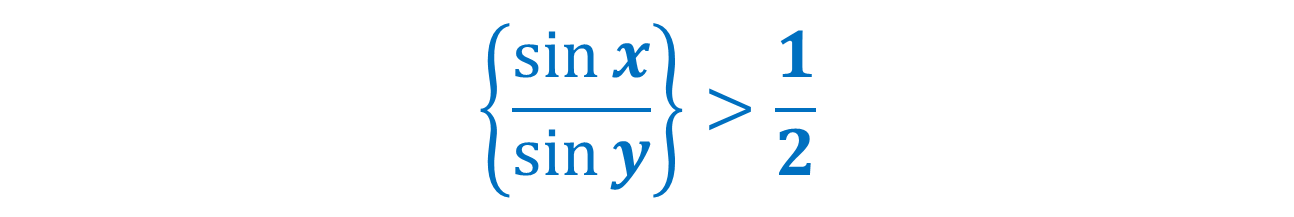 {sin x / sin y} > 1/2